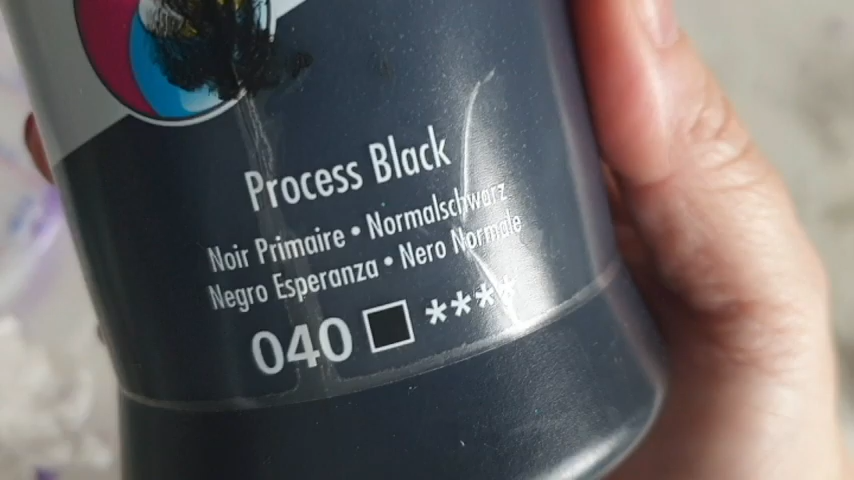 Process Black
Noir Primaire • Normalschwarz
Negro Esperanza • Nero Normale
040 ****